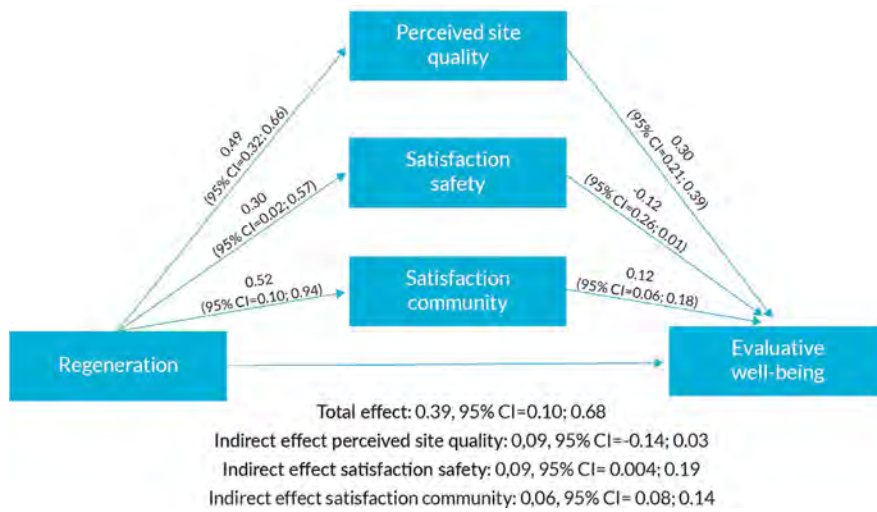 Perceived site
quality
0.49
(95% CI=0.32; 0.66)
0.30
(95% CI=0.21; 0.39)
Satisfaction
safety
0.30
(95% CI=0.02; 0.57)
-0.12
(95% CI=0.26; 0.01)
Satisfaction
community
0.52
(95% CI=0.10; 0.94)
0.12
(95% CI=0.06; 0.18)
Regeneration
Evaluative
well-being
Total effect: 0.39, 95% CI=0.10; 0.68
Indirect effect perceived site quality: 0,09, 95% CI=-0.14; 0.03
Indirect effect satisfaction safety: 0,09, 95% CI= 0.004; 0.19
Indirect effect satisfaction community: 0,06, 95% CI= 0.08; 0.14